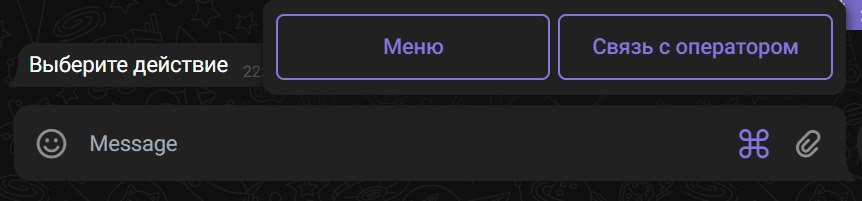 Меню
Связь с оператором
Выберите действие
22:
Message